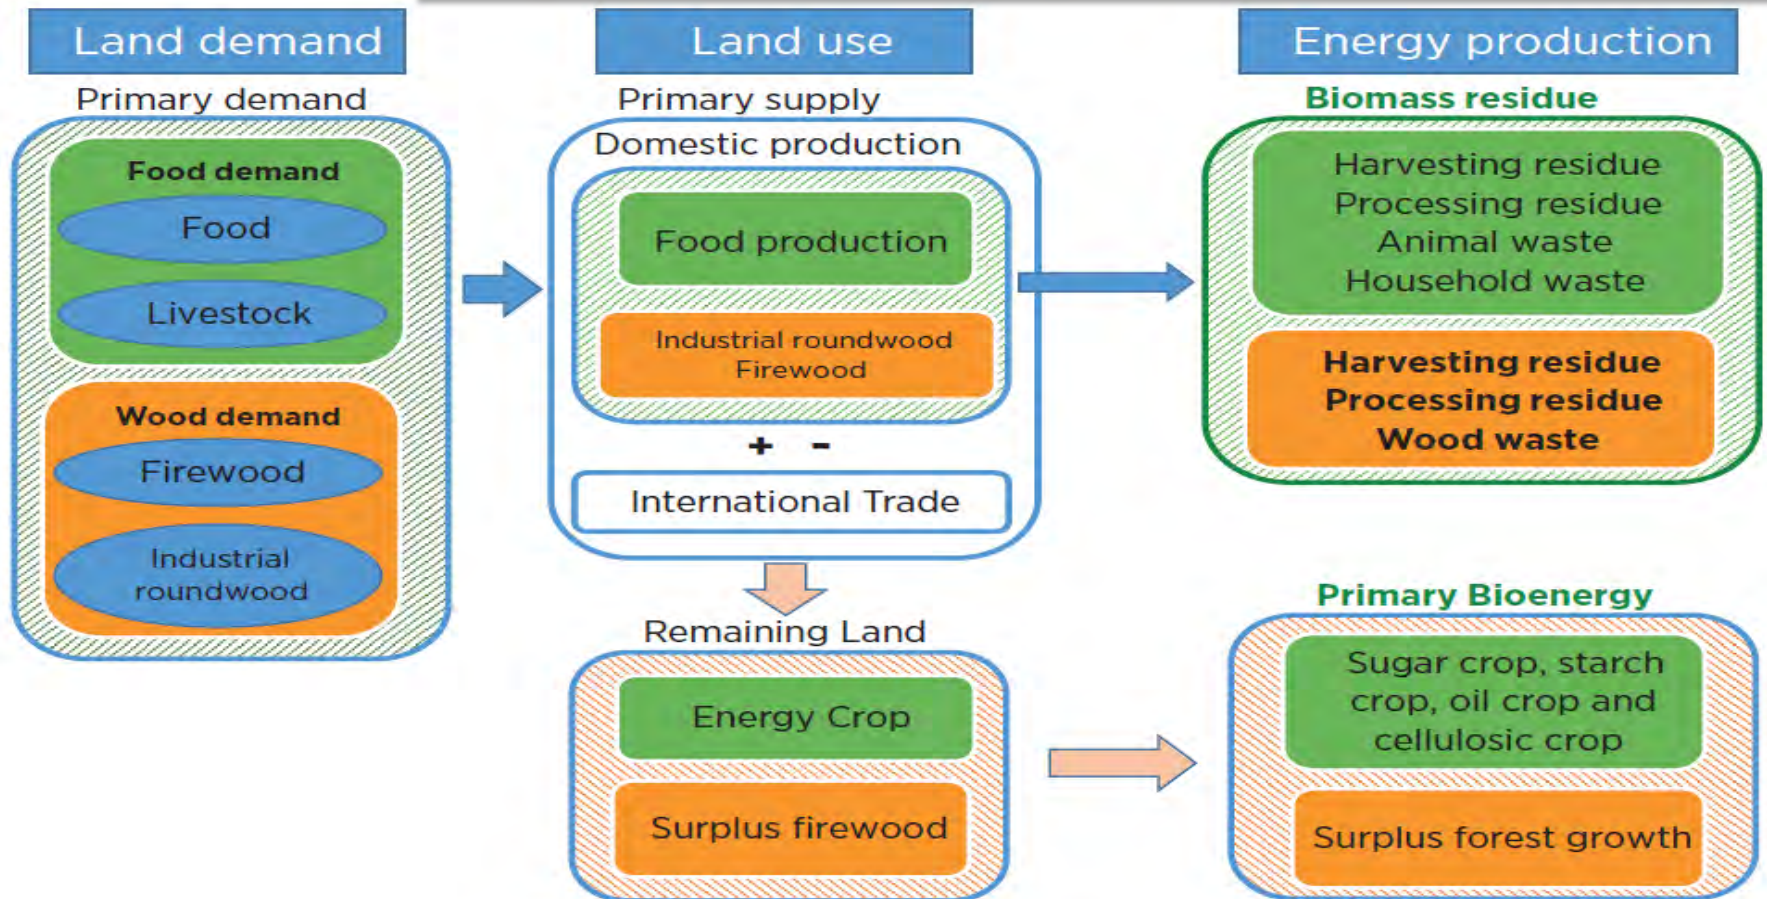 Land demand
Primary demand
Food demand
Food
Livestock
Wood demand
Firewood
Industrial
roundwood
Land use
Primary supply
Domestic production
Food production
Industrial roundwood
Firewood
+ -
International Trade
Remaining Land
Energy Crop
Surplus firewood
Energy production
Biomass residue
Harvesting residue
Processing residue
Animal waste
Household waste
Harvesting residue
Processing residue
Wood waste
Primary Bioenergy
Sugar crop, starch
crop, oil crop and
cellulosic crop
Surplus forest growth